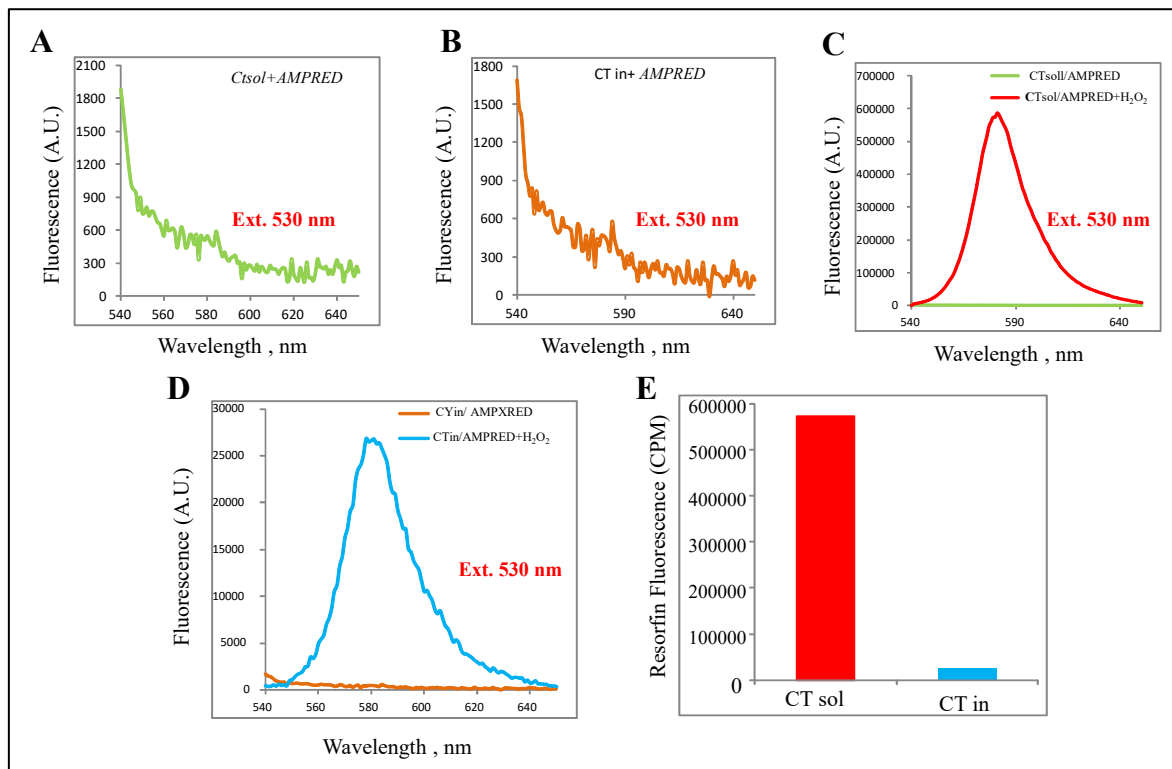 A
Ctsol+AMPRED
2100
1800
1500
1200
900
600
300
0
Ext. 530 nm
540 560 580 600 620 640
Fluorescence (A.U.)
Wavelength , nm
B
CT in+ AMPRED
1800
1500
1200
900
600
300
0
Ext. 530 nm
540 590 640
Fluorescence (A.U.)
Wavelength , nm
C
CTsoll/AMPRED
CTsol/AMPRED+H₂O₂
700000
600000
500000
400000
300000
200000
100000
0
Ext. 530 nm
540 590 640
Fluorescence (A.U.)
Wavelength , nm
D
CYin/ AMPXRED
CTin/AMPRED+H₂O₂
30000
25000
20000
15000
10000
5000
0
Ext. 530 nm
540 560 580 600 620 640
Fluorescence (A.U.)
Wavelength , nm
E
600000
500000
400000
300000
200000
100000
0
CT sol CT in
Resorfin Fluorescence (CPM)